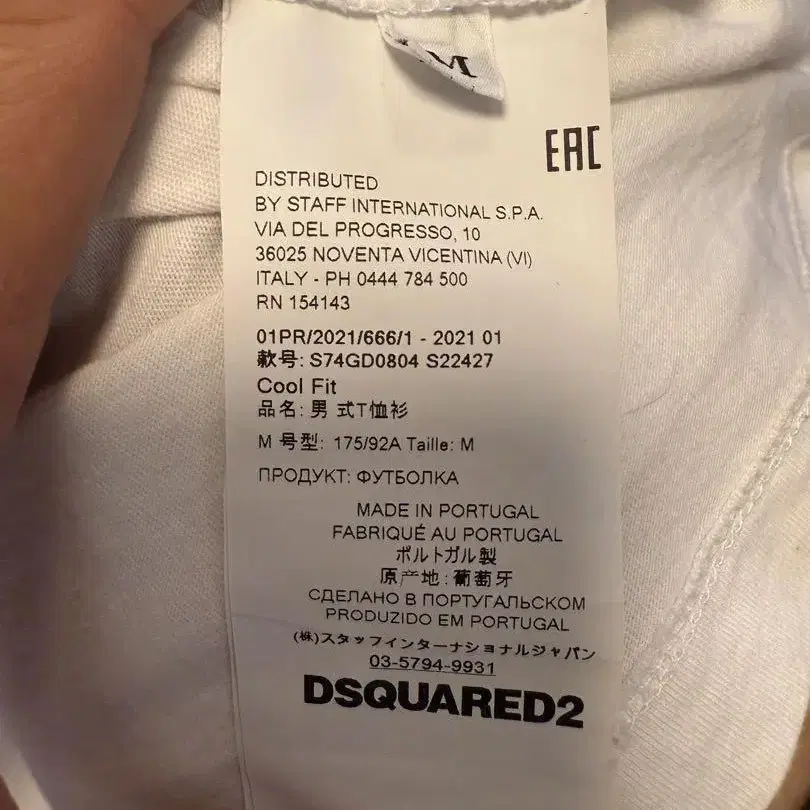 M
EAC
DISTRIBUTED
BY STAFF INTERNATIONAL S.P.A.
VIA DEL PROGRESSO, 10
36025 NOVENTA VICENTINA (VI)
ITALY - PH 0444 784 500
RN 154143
01PR/2021/666/1 - 2021 01
款号: S74GD0804 S22427
Cool Fit
品名: 男 式T恤衫
M 号型: 175/92A Taille: M
ПРОДУКТ: ФУТБОЛКА
MADE IN PORTUGAL
FABRIQUÉ AU PORTUGAL
ポルトガル製
原产地:葡萄牙
СДЕЛАНО В ПОРТУГАЛЬСКОМ
PRODUZIDO EM PORTUGAL
(株)スタッフインターナショナルジャパン
03-5794-9931
DSQUARED2